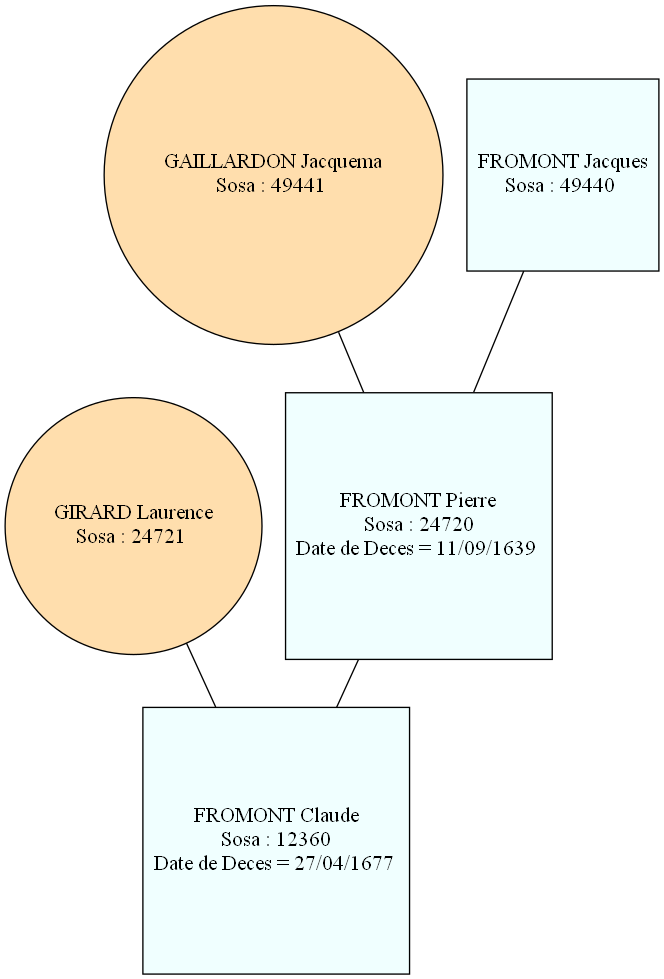 GAILLARDON Jacquema
Sosa : 49441
FROMONT Jacques
Sosa : 49440
FROMONT Pierre
Sosa : 24720
Date de Deces = 11/09/1639
GIRARD Laurence
Sosa : 24721
FROMONT Claude
Sosa : 12360
Date de Deces = 27/04/1677